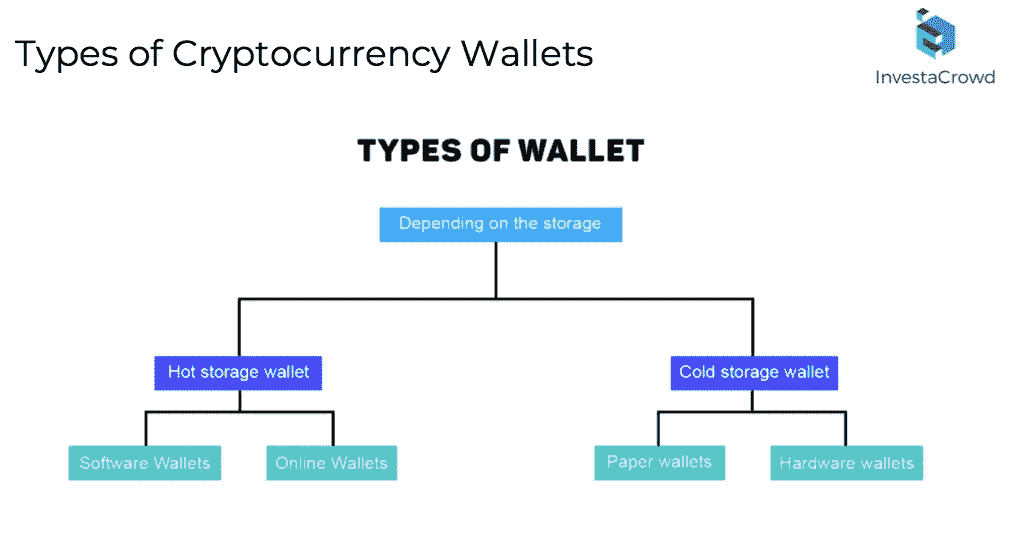 Types of Cryptocurrency Wallets
InvestaCrowd
TYPES OF WALLET
Depending on the storage
Hot storage wallet
Cold storage wallet
Software Wallets
Online Wallets
Paper wallets
Hardware wallets